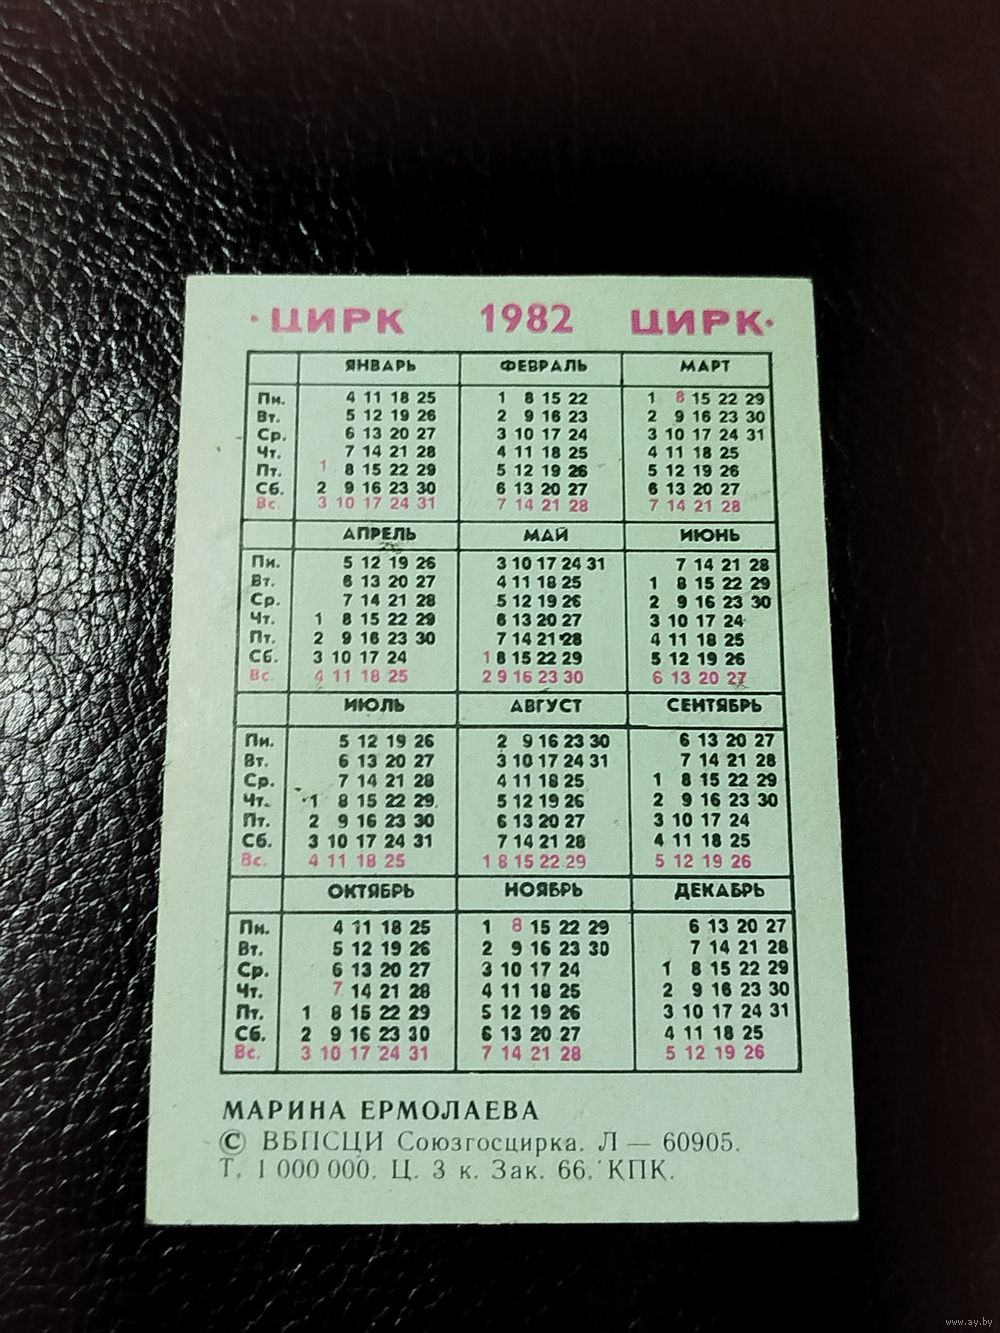 · ЦИРК 1982 ЦИРК ·
ЯНВАРЬ ФЕВРАЛЬ МАРТ
Пн. 4 11 18 25 1 8 15 22 1 8 15 22 29
Вт. 5 12 19 26 2 9 16 23 2 9 16 23 30
Ср. 6 13 20 27 3 10 17 24 3 10 17 24 31
Чт. 7 14 21 28 4 11 18 25 4 11 18 25
Пт. 1 8 15 22 29 5 12 19 26 5 12 19 26
Сб. 2 9 16 23 30 6 13 20 27 6 13 20 27
Вс. 3 10 17 24 31 7 14 21 28 7 14 21 28
АПРЕЛЬ МАЙ ИЮНЬ
Пн. 5 12 19 26 3 10 17 24 31 7 14 21 28
Вт. 6 13 20 27 4 11 18 25 1 8 15 22 29
Ср. 7 14 21 28 5 12 19 26 2 9 16 23 30
Чт. 1 8 15 22 29 6 13 20 27 3 10 17 24
Пт. 2 9 16 23 30 7 14 21 28 4 11 18 25
Сб. 3 10 17 24 1 8 15 22 29 5 12 19 26
Вс. 4 11 18 25 2 9 16 23 30 6 13 20 27
ИЮЛЬ АВГУСТ СЕНТЯБРЬ
Пн. 5 12 19 26 2 9 16 23 30 6 13 20 27
Вт. 6 13 20 27 3 10 17 24 31 7 14 21 28
Ср. 7 14 21 28 4 11 18 25 1 8 15 22 29
Чт. 1 8 15 22 29 5 12 19 26 2 9 16 23 30
Пт. 2 9 16 23 30 6 13 20 27 3 10 17 24
Сб. 3 10 17 24 31 7 14 21 28 4 11 18 25
Вс. 4 11 18 25 1 8 15 22 29 5 12 19 26
ОКТЯБРЬ НОЯБРЬ ДЕКАБРЬ
Пн. 4 11 18 25 1 8 15 22 29 6 13 20 27
Вт. 5 12 19 26 2 9 16 23 30 7 14 21 28
Ср. 6 13 20 27 3 10 17 24 1 8 15 22 29
Чт. 7 14 21 28 4 11 18 25 2 9 16 23 30
Пт. 1 8 15 22 29 5 12 19 26 3 10 17 24 31
Сб. 2 9 16 23 30 6 13 20 27 4 11 18 25
Вс. 3 10 17 24 31 7 14 21 28 5 12 19 26
МАРИНА ЕРМОЛАЕВА
© ВБПСЦИ Союзгосцирка. Л — 60905.
Т. 1 000 000. Ц. 3 к. Зак. 66. КПК.
www.ay.by